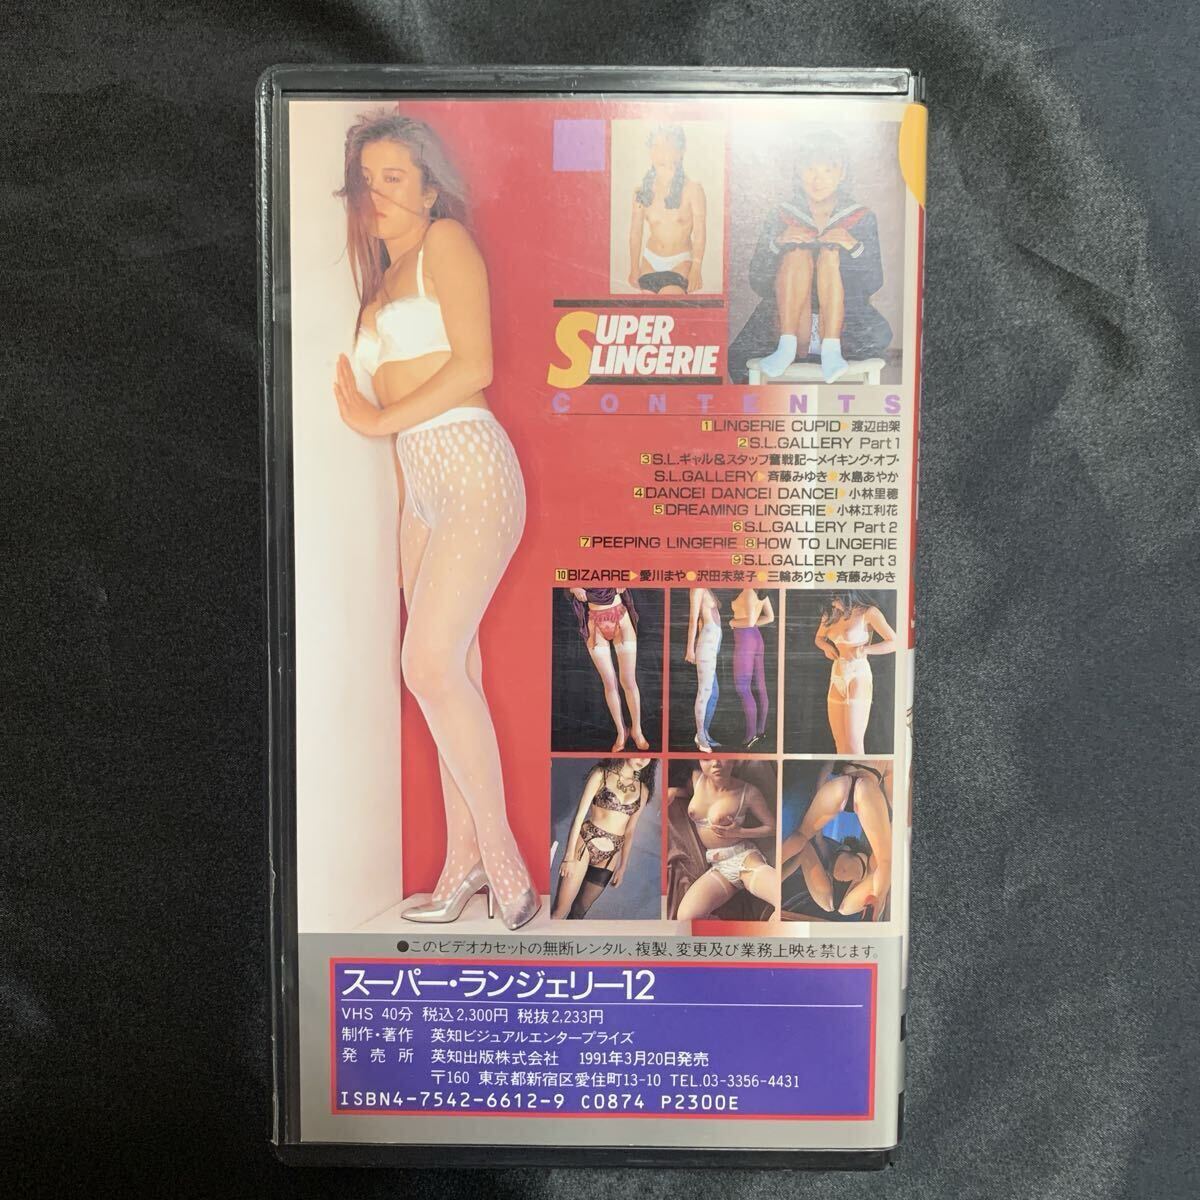 SUPER
LINGERIE
CONTENTS
1 LINGERIE CUPID▶渡辺由架
2 S.L.GALLERY Part 1
3 S.L.ギャル&スタッフ奮戦記〜メイキング・オブ・
S.L.GALLERY▶斉藤みゆき●水島あやか
4 DANCE! DANCE! DANCE!▶小林里穂
5 DREAMING LINGERIE▶小林江利花
6 S.L.GALLERY Part 2
7 PEEPING LINGERIE 8 HOW TO LINGERIE
9 S.L.GALLERY Part 3
10 BIZARRE▶愛川まや●沢田未菜子●三輪ありさ●斉藤みゆき
●このビデオカセットの無断レンタル、複製、変更及び業務上映を禁じます。
スーパー・ランジェリー12
VHS 40分 税込2,300円 税抜2,233円
制作・著作 英知ビジュアルエンタープライズ
発売所 英知出版株式会社 1991年3月20日発売
〒160 東京都新宿区愛住町13-10 TEL.03-3356-4431
ISBN4-7542-6612-9 C0874 P2300E